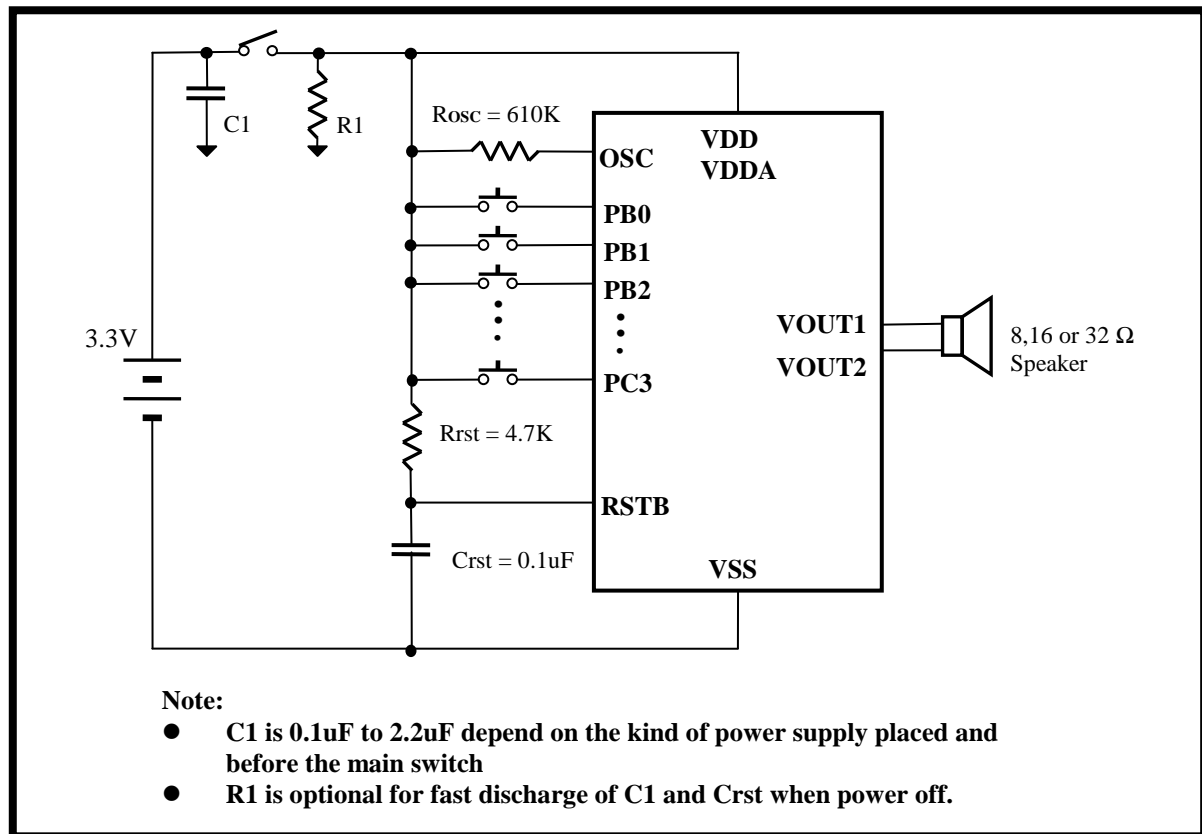 C1
R1
Rosc = 610K
VDD
VDDA
OSC
PB0
PB1
PB2
PC3
3.3V
VOUT1
VOUT2
8,16 or 32 Ω
Speaker
Rrst = 4.7K
RSTB
Crst = 0.1uF
VSS
Note:
● C1 is 0.1uF to 2.2uF depend on the kind of power supply placed and
before the main switch
● R1 is optional for fast discharge of C1 and Crst when power off.